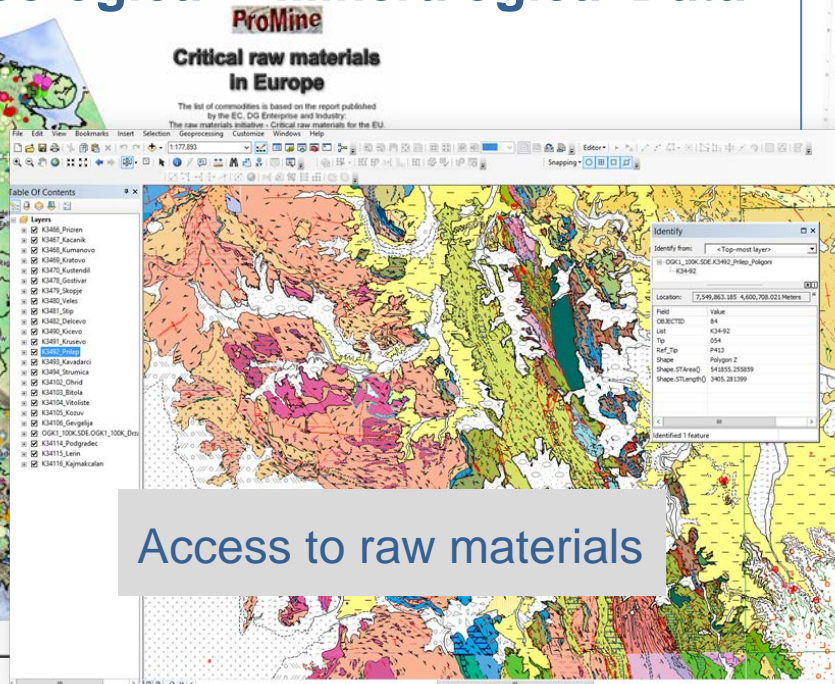 ProMine
Critical raw materials
in Europe
The list of commodities is based on the report published
by the EC, DG Enterprise and Industry:
The raw materials initiative - Critical raw materials for the EU.
File Edit View Bookmarks Insert Selection Geoprocessing Customize Windows Help
1:177,893
Editor
Snapping
Table Of Contents
Layers
K3466_Prizren
K3467_Kacanik
K3468_Kumanovo
K3469_Kratovo
K3470_Kustendil
K3478_Gostivar
K3479_Skopje
K3480_Veles
K3481_Stip
K3482_Delcevo
K3490_Kicevo
K3491_Krusevo
K3492_Prilep
K3493_Kavadarci
K3494_Strumica
K34102_Ohrid
K34103_Bitola
K34104_Vitoliste
K34105_Kozuv
K34106_Gevgelija
OGK1_100K.SDE.OGK1_100K_Drza
K34114_Podgradec
K34115_Lerin
K34116_Kajmakcalan
Identify
Identify from: <Top-most layer>
OGK1_100K.SDE.K3492_Prilep_Poligoni
K34-92
Location: 7,549,863.185 4,600,708.021 Meters
Field Value
OBJECTID 84
List K34-92
Tip 054
Ref_Tip P413
Shape Polygon Z
Shape.STArea() 541855.255859
Shape.STLength() 3405.281399
Identified 1 feature
Access to raw materials